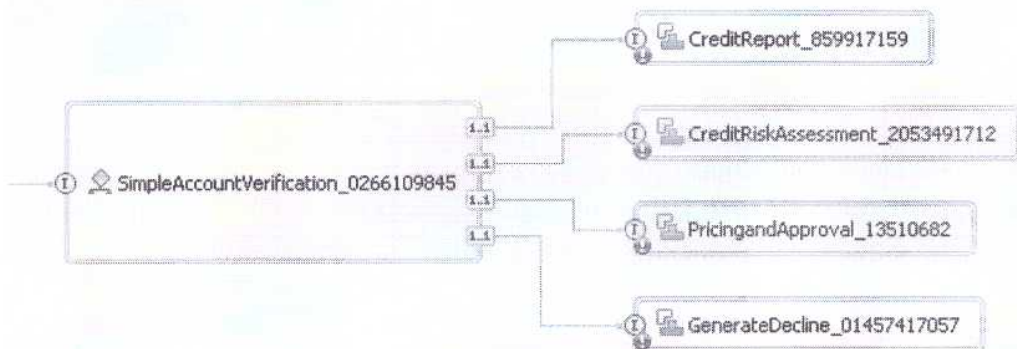 CreditReport_859917159
1..1
CreditRiskAssessment_2053491712
1..1
I SimpleAccountVerification_0266109845
1..1
PricingandApproval_13510682
1..1
GenerateDecline_01457417057